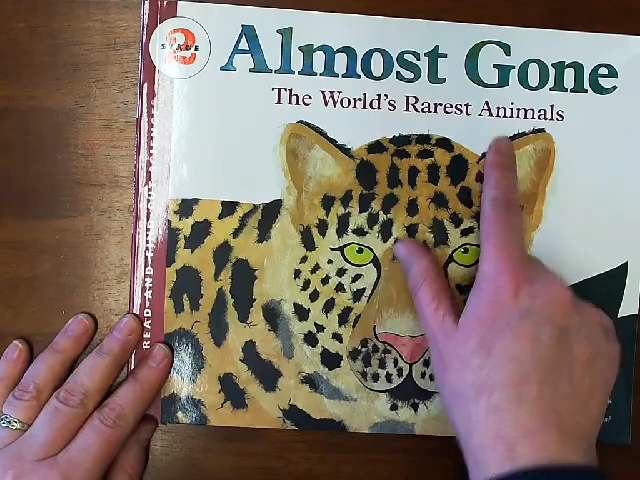 STAGE
2
Almost Gone
The World's Rarest Animals
READ-AND-FIND-OUT SCIENCE